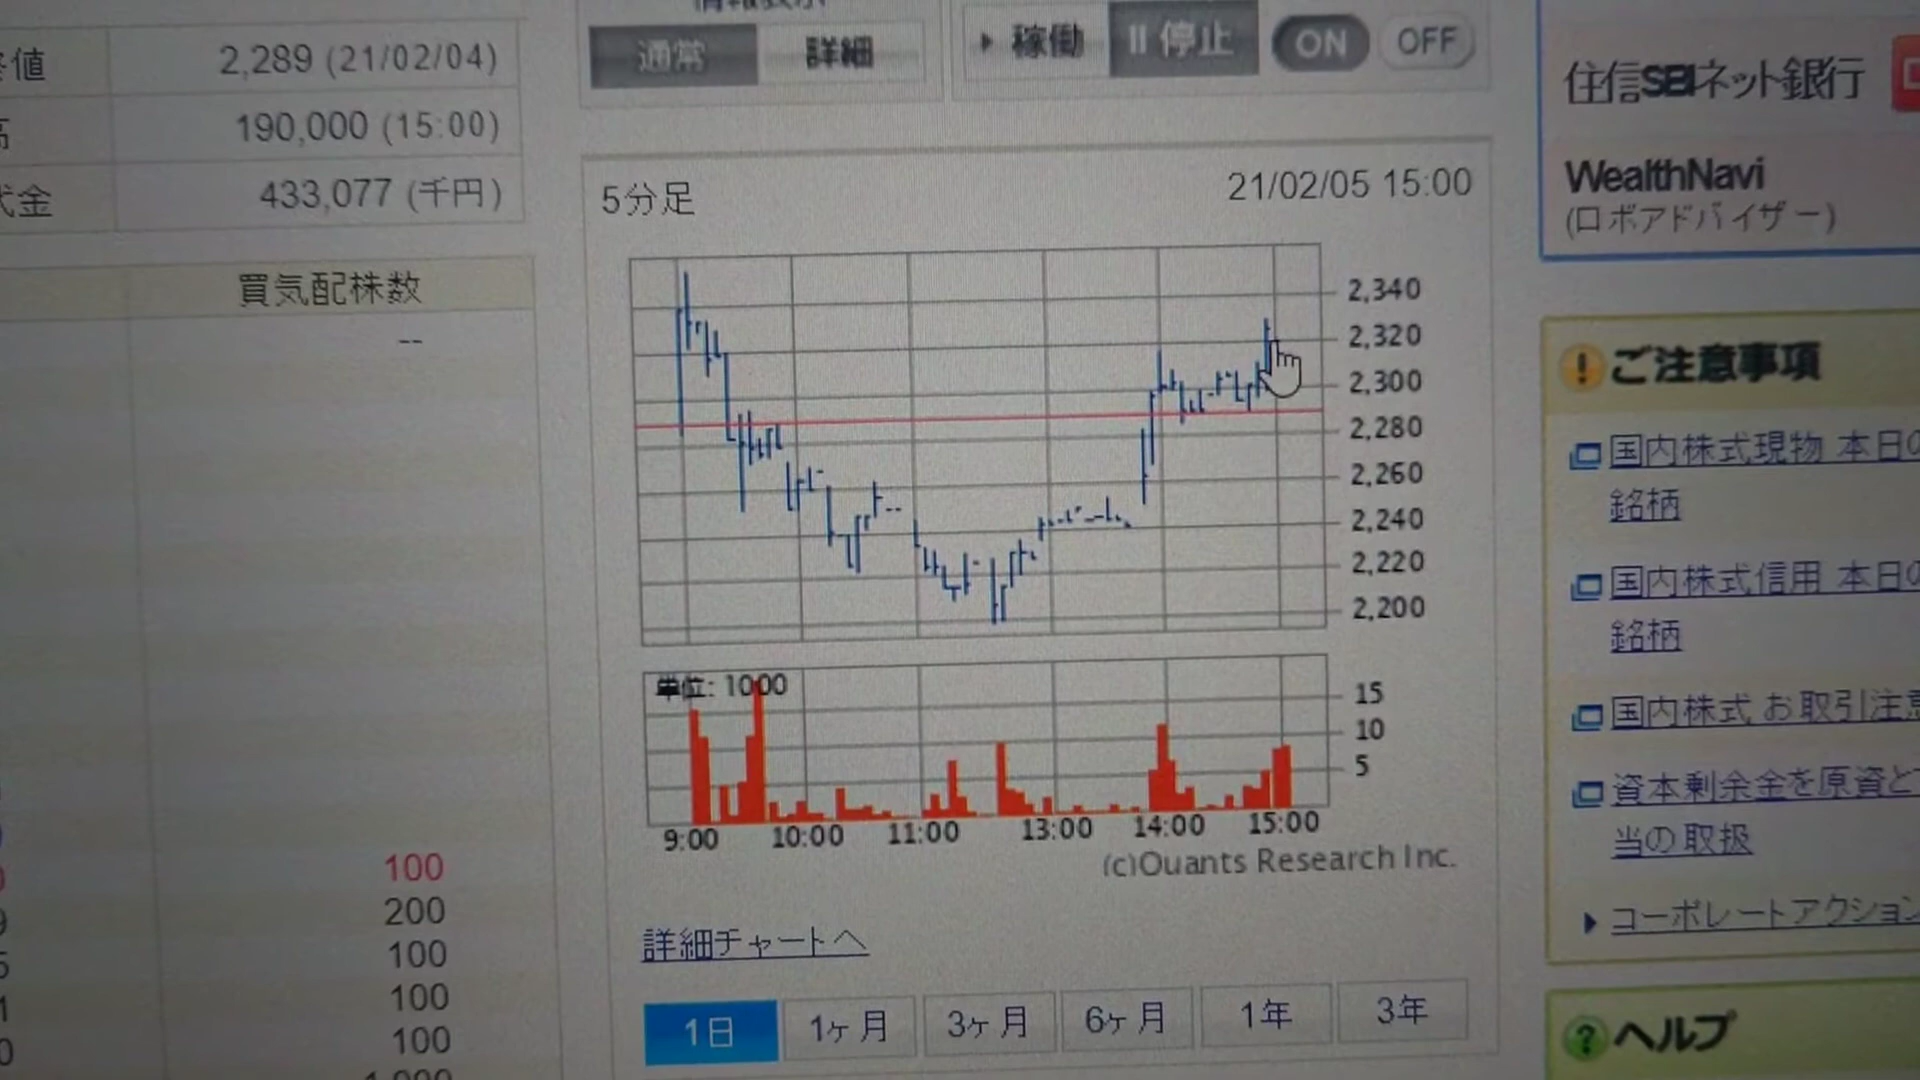 値 2,289 (21/02/04)
190,000 (15:00)
代金 433,077 (千円)
買気配株数
--
100
200
100
100
100
通常 詳細
稼働 停止 ON OFF
5分足 21/02/05 15:00
2,340
2,320
2,300
2,280
2,260
2,240
2,220
2,200
単位: 1000
15
10
5
9:00 10:00 11:00 13:00 14:00 15:00
(c)Quants Research Inc.
詳細チャートへ
1日 1ヶ月 3ヶ月 6ヶ月 1年 3年
住信SBIネット銀行
WealthNavi
(ロボアドバイザー)
ご注意事項
国内株式現物 本日の
銘柄
国内株式信用 本日の
銘柄
国内株式 お取引注意
資本剰余金を原資と
当の取扱
コーポレートアクション
ヘルプ